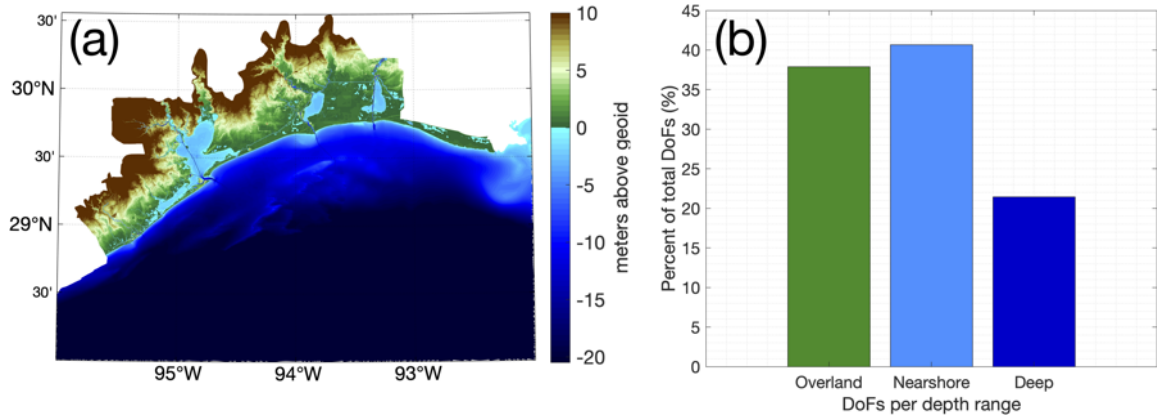 (a)
30'
30°N
30'
29°N
30'
95°W
94°W
93°W
10
5
0
-5
-10
-15
-20
meters above geoid
(b)
45
40
35
30
25
20
15
10
5
0
Percent of total DoFs (%)
Overland
Nearshore
Deep
DoFs per depth range